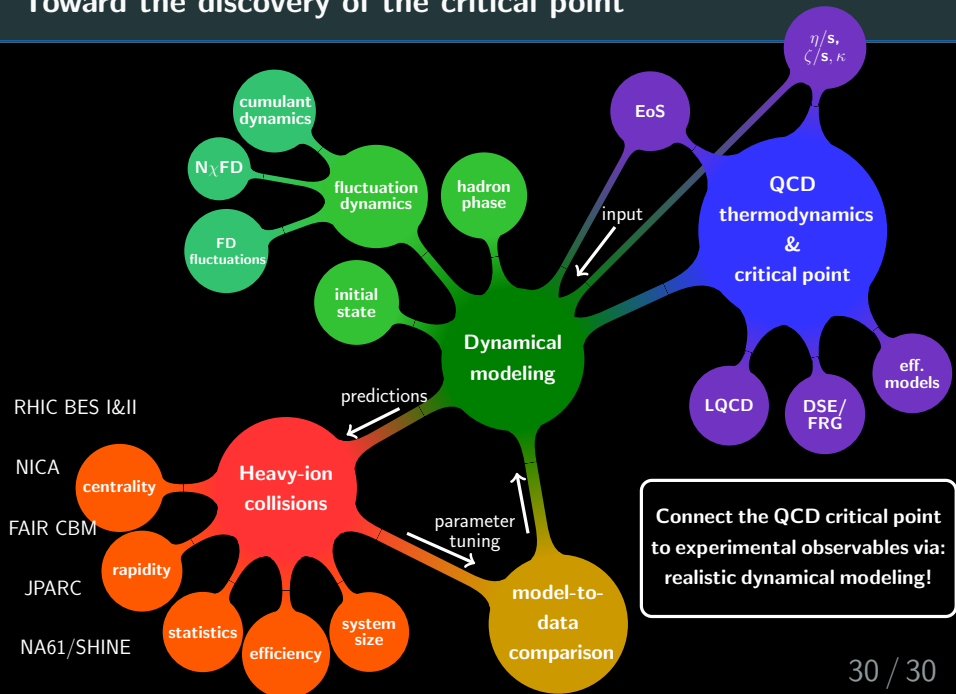 Toward the discovery of the critical point
η/s,
ζ/s, κ
EoS
cumulant
dynamics
NχFD
FD
fluctuations
fluctuation
dynamics
hadron
phase
initial
state
input
QCD
thermodynamics
&
critical point
Dynamical
modeling
LQCD
DSE/
FRG
eff.
models
predictions
RHIC BES I&II
NICA
FAIR CBM
JPARC
NA61/SHINE
Heavy-ion
collisions
centrality
rapidity
statistics
efficiency
system
size
parameter
tuning
model-to-
data
comparison
Connect the QCD critical point
to experimental observables via:
realistic dynamical modeling!
30 / 30